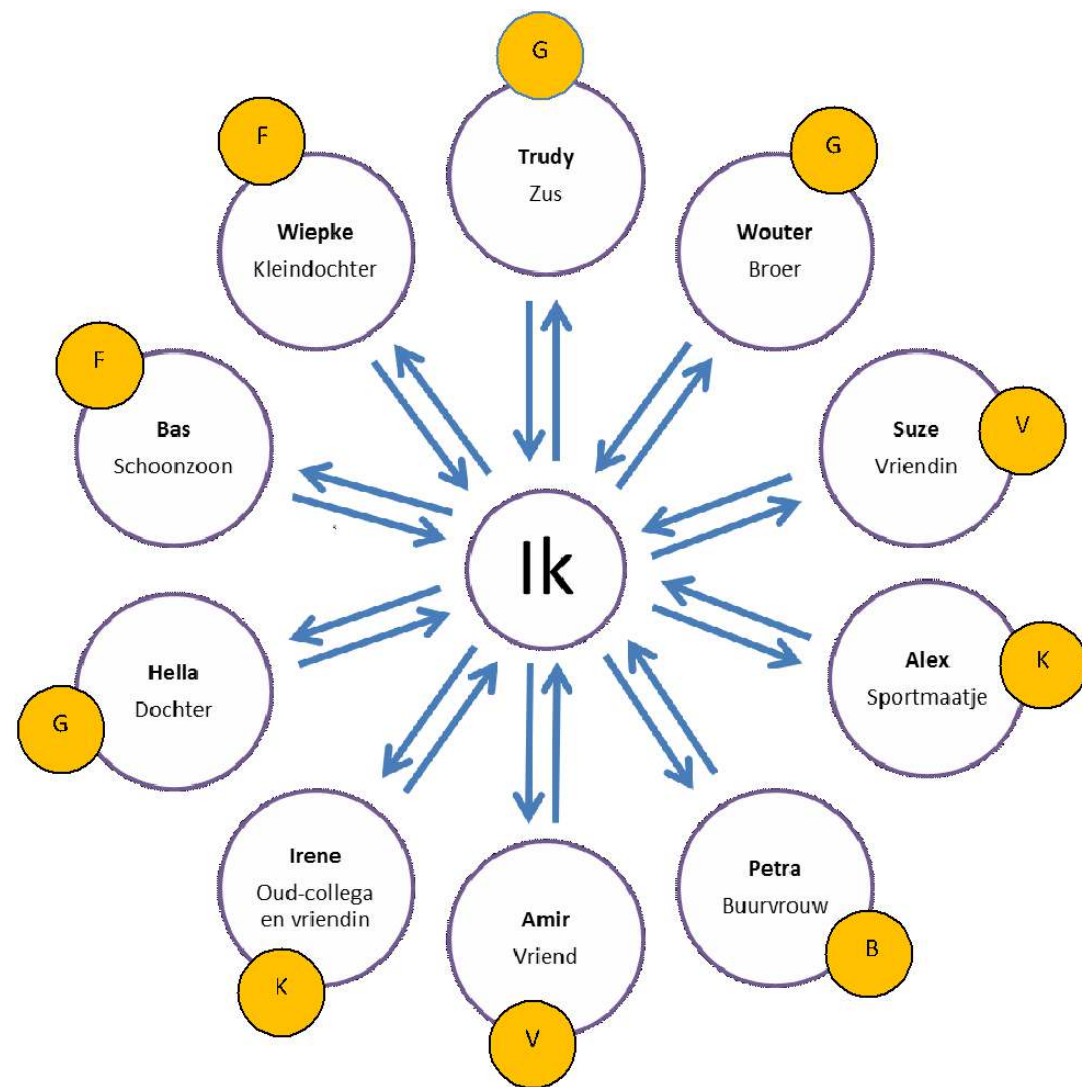 G
Trudy
Zus
G
Wouter
Broer
V
Suze
Vriendin
K
Alex
Sportmaatje
B
Petra
Buurvrouw
V
Amir
Vriend
K
Irene
Oud-collega
en vriendin
G
Hella
Dochter
F
Bas
Schoonzoon
F
Wiepke
Kleindochter
Ik